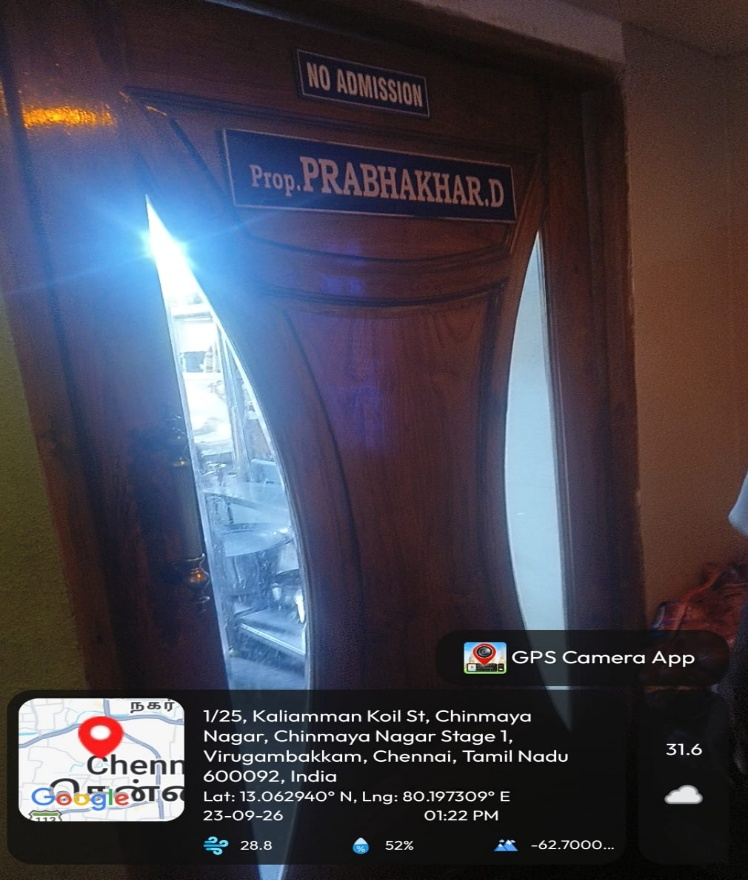 NO ADMISSION
Prop.PRABHAKHAR.D
GPS Camera App
நகர்
Chenn
Google
1/25, Kaliamman Koil St, Chinmaya
Nagar, Chinmaya Nagar Stage 1,
Virugambakkam, Chennai, Tamil Nadu
600092, India
Lat: 13.062940° N, Lng: 80.197309° E
23-09-26 01:22 PM
28.8 52% -62.7000...
31.6